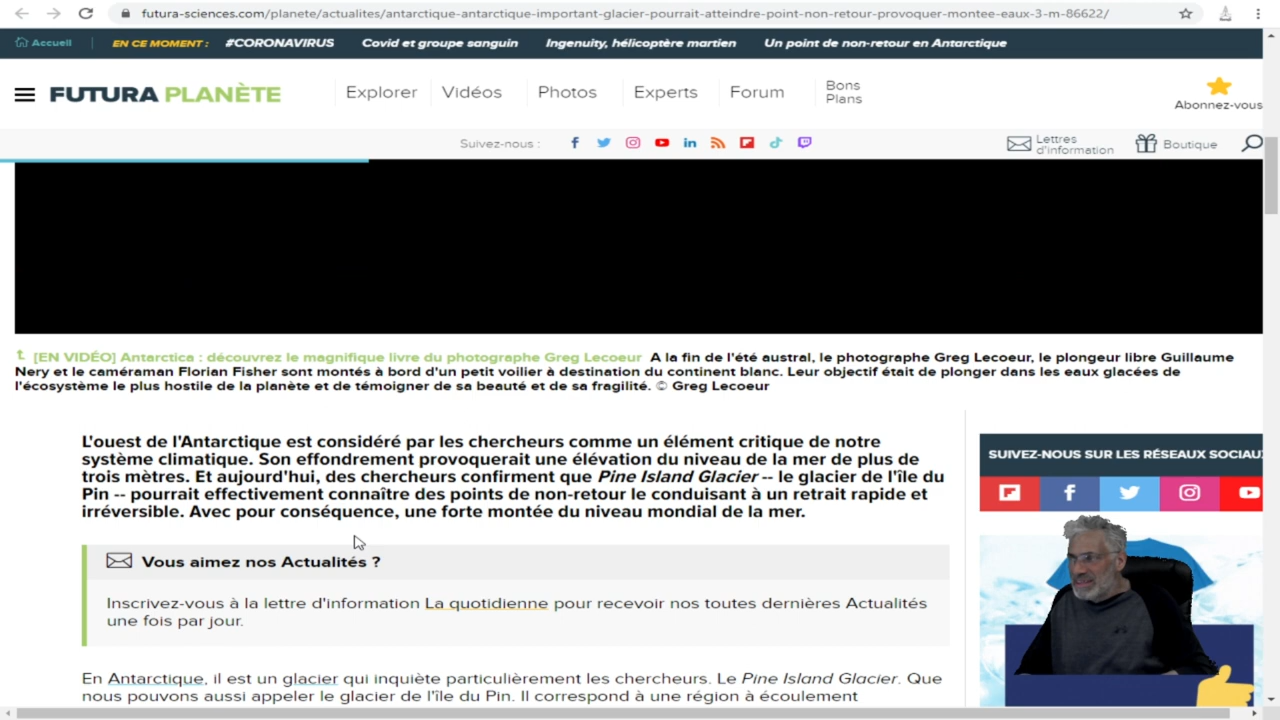 futura-sciences.com/planete/actualites/antarctique-antarctique-important-glacier-pourrait-atteindre-point-non-retour-provoquer-montee-eaux-3-m-86622/
Accueil | EN CE MOMENT : #CORONAVIRUS Covid et groupe sanguin Ingenuity, hélicoptère martien Un point de non-retour en Antarctique
FUTURA PLANÈTE Explorer Vidéos Photos Experts Forum Bons
Plans
Abonnez-vous
Suivez-nous : Lettres
d'information Boutique
[EN VIDÉO] Antarctica : découvrez le magnifique livre du photographe Greg Lecoeur A la fin de l'été austral, le photographe Greg Lecoeur, le plongeur libre Guillaume
Nery et le caméraman Florian Fisher sont montés à bord d'un petit voilier à destination du continent blanc. Leur objectif était de plonger dans les eaux glacées de
l'écosystème le plus hostile de la planète et de témoigner de sa beauté et de sa fragilité. © Greg Lecoeur
L'ouest de l'Antarctique est considéré par les chercheurs comme un élément critique de notre
système climatique. Son effondrement provoquerait une élévation du niveau de la mer de plus de
trois mètres. Et aujourd'hui, des chercheurs confirment que Pine Island Glacier -- le glacier de l'île du
Pin -- pourrait effectivement connaître des points de non-retour le conduisant à un retrait rapide et
irréversible. Avec pour conséquence, une forte montée du niveau mondial de la mer.
Vous aimez nos Actualités ?
Inscrivez-vous à la lettre d'information La quotidienne pour recevoir nos toutes dernières Actualités
une fois par jour.
En Antarctique, il est un glacier qui inquiète particulièrement les chercheurs. Le Pine Island Glacier. Que
nous pouvons aussi appeler le glacier de l'île du Pin. Il correspond à une région à écoulement
SUIVEZ-NOUS SUR LES RÉSEAUX SOCIAU